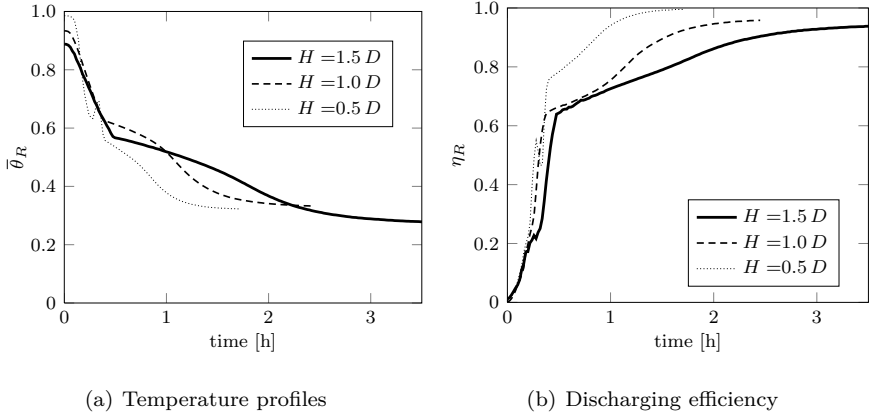 1.0
0.8
0.6
0.4
0.2
0
θ̄_R
H =1.5 D
H =1.0 D
H =0.5 D
0 1 2 3
time [h]
(a) Temperature profiles
1.0
0.8
0.6
0.4
0.2
0
η_R
H =1.5 D
H =1.0 D
H =0.5 D
0 1 2 3
time [h]
(b) Discharging efficiency